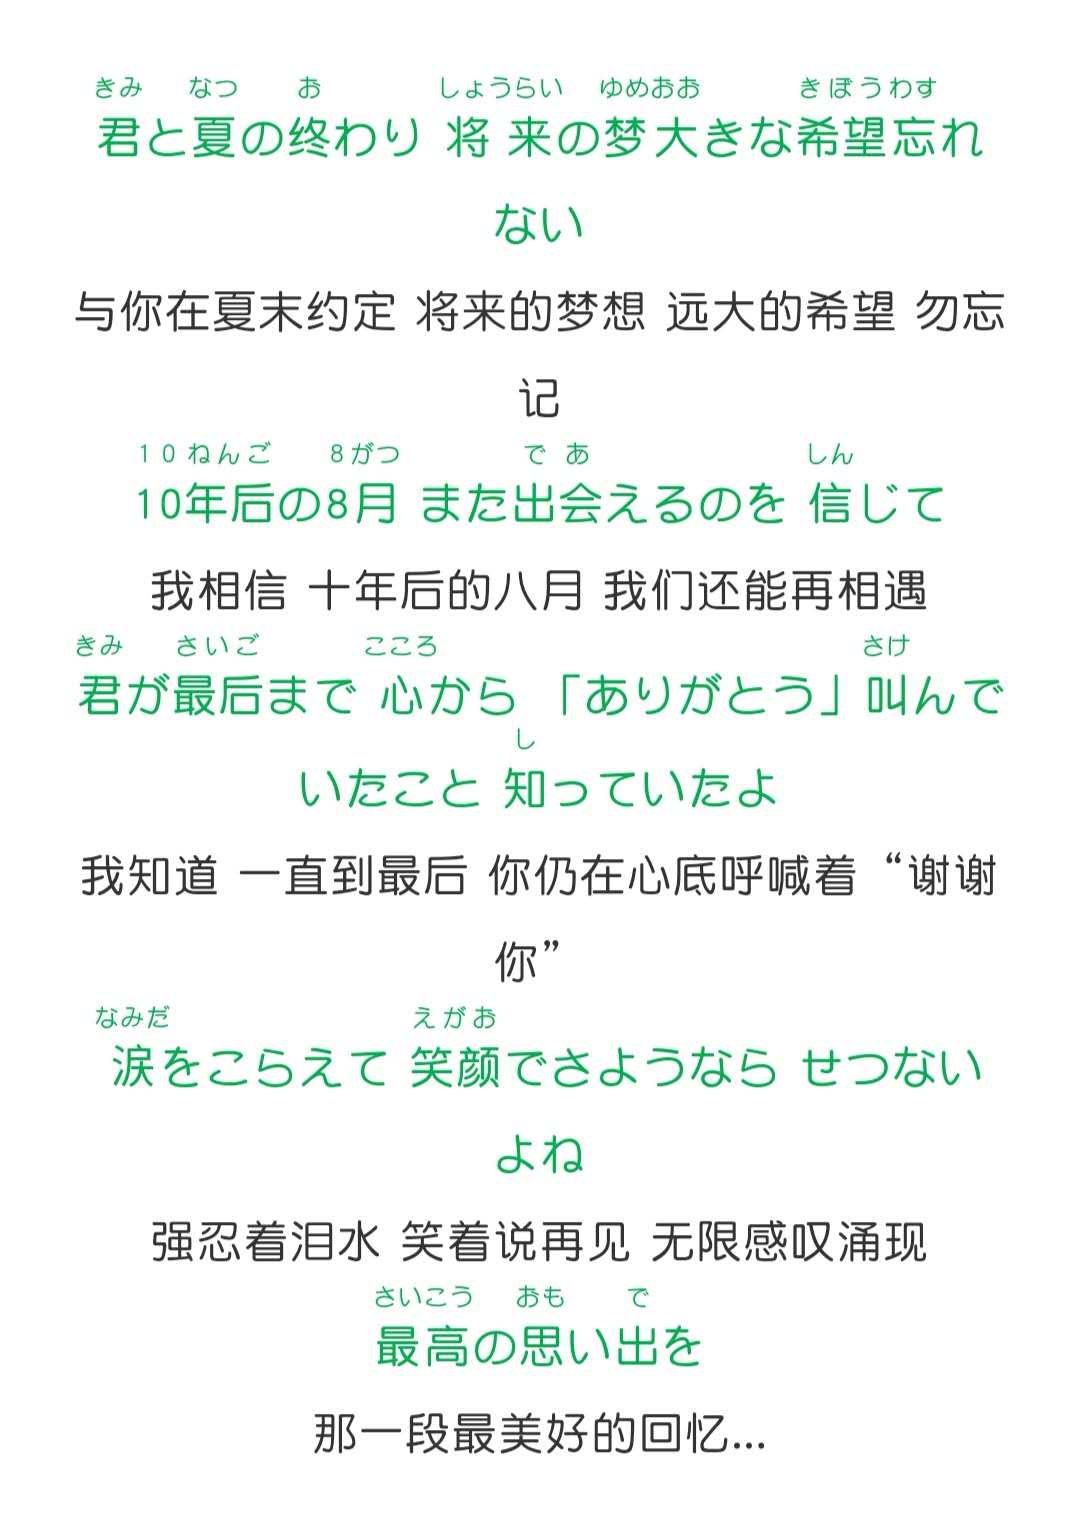 きみ なつ お しょうらい ゆめおお きぼうわす
君と夏の終わり 将来の梦大きな希望忘れ
ない
与你在夏末约定 将来的梦想 远大的希望 勿忘
记
10ねんご 8がつ であ しん
10年后の8月 また出会えるのを 信じて
我相信 十年后的八月 我们还能再相遇
きみ さいご こころ さけ
君が最后まで 心から 「ありがとう」叫んで
し
いたこと 知っていたよ
我知道 一直到最后 你仍在心底呼喊着“谢谢
你”
なみだ えがお
涙をこらえて 笑颜でさようなら せつない
よね
强忍着泪水 笑着说再见 无限感叹涌现
さいこう おも で
最高の思い出を
那一段最美好的回忆...